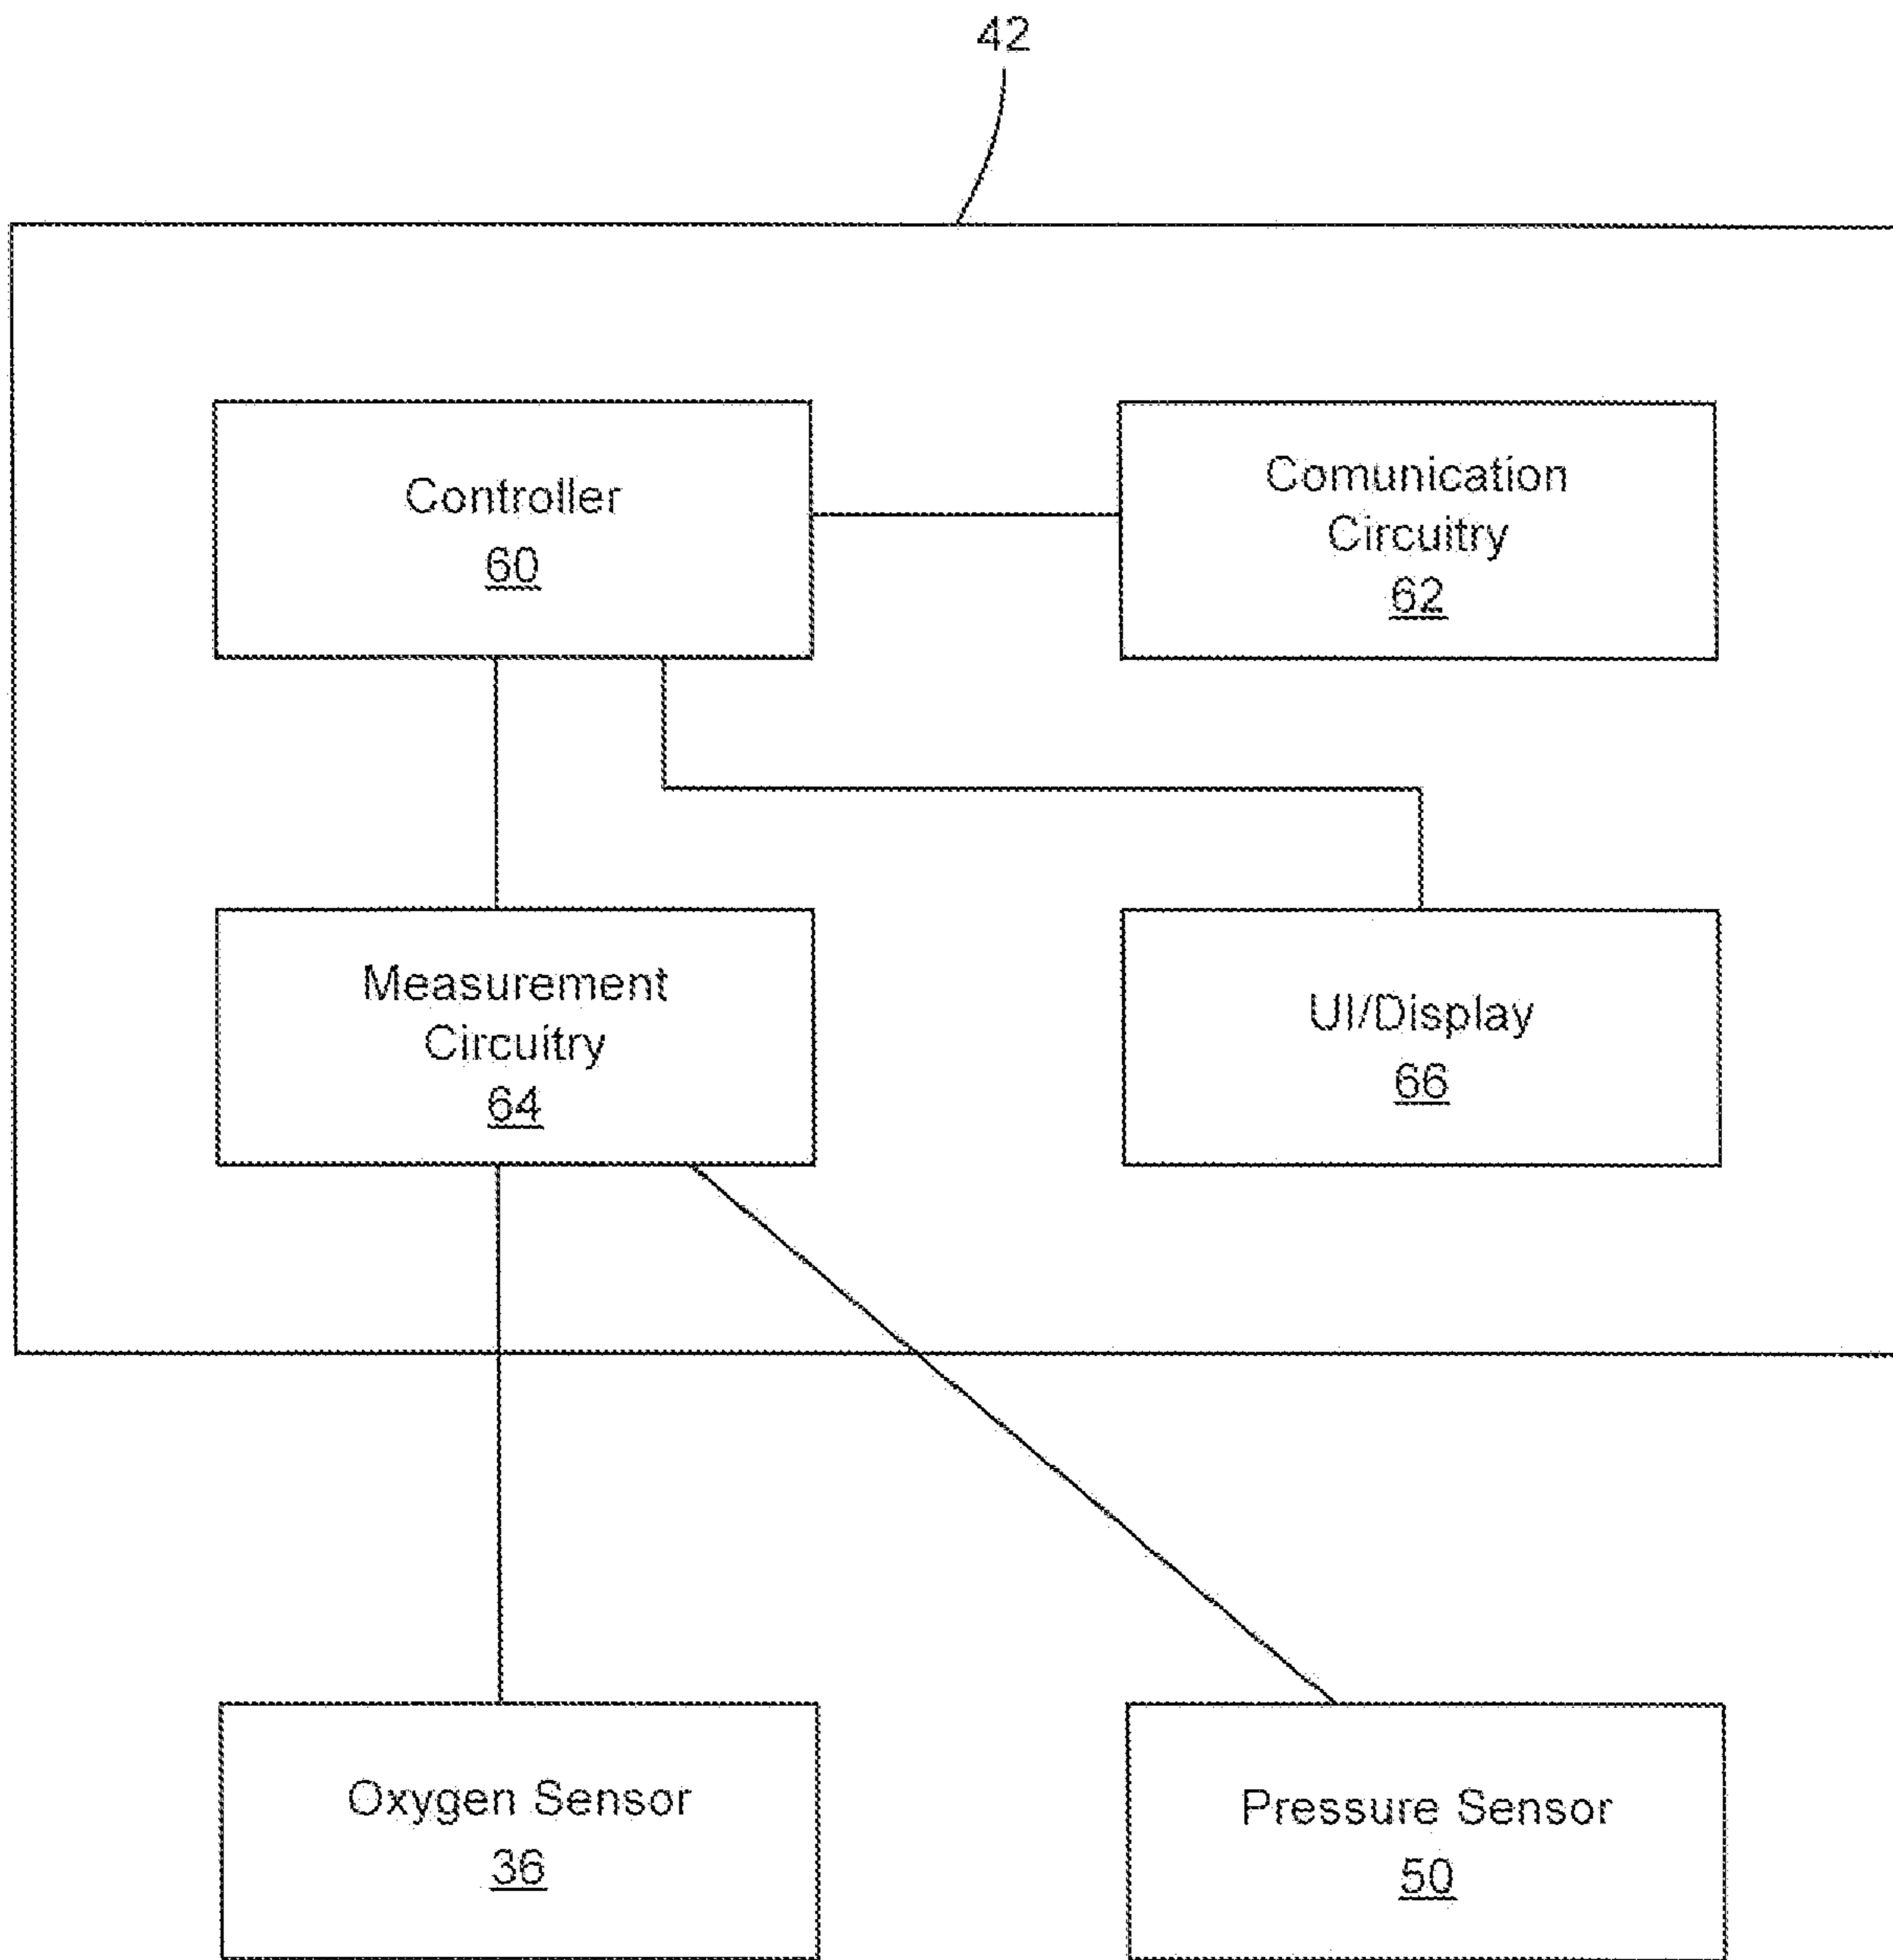 42
Controller
60
Comunication
Circuitry
62
Measurement
Circuitry
64
UI/Display
66
Oxygen Sensor
36
Pressure Sensor
50